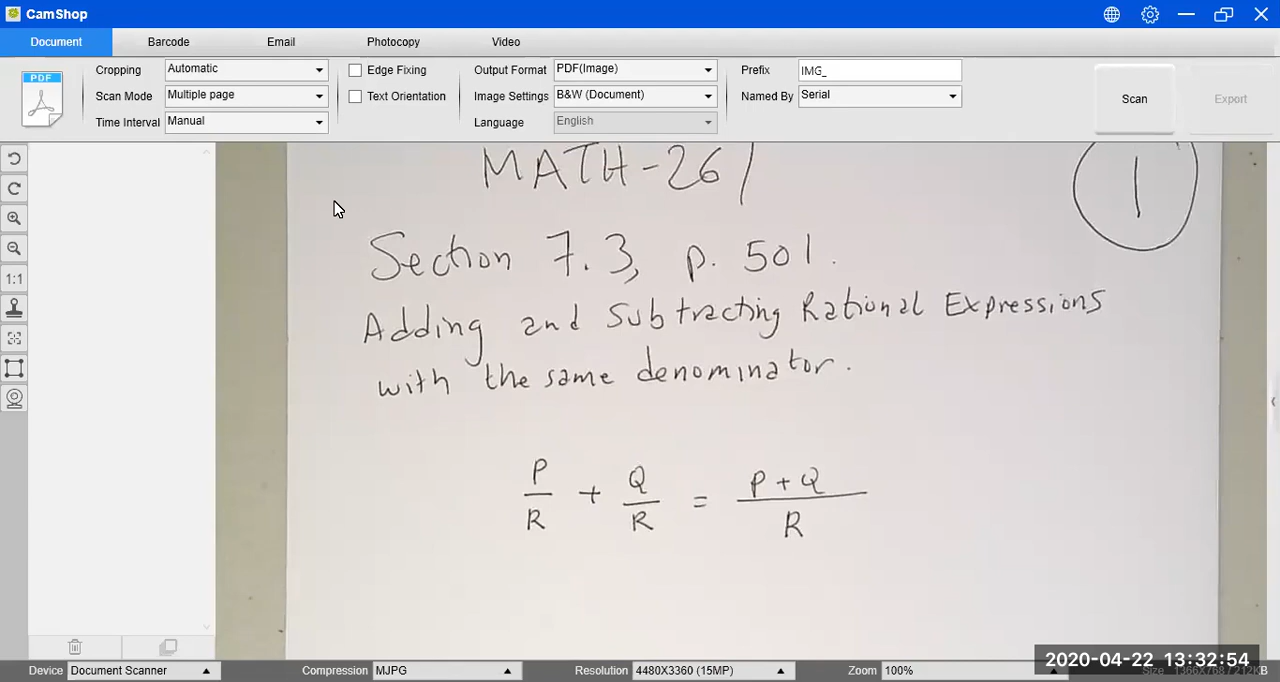 CamShop
Document Barcode Email Photocopy Video
Cropping Automatic Edge Fixing Output Format PDF(Image) Prefix IMG_
PDF Scan Mode Multiple page Text Orientation Image Settings B&W (Document) Named By Serial Scan Export
Time Interval Manual Language English
1:1
MATH-261
1
Section 7.3, p. 501.
Adding and Subtracting Rational Expressions
with the same denominator.
P/R + Q/R = P+Q/R
2020-04-22 13:32:54
Device Document Scanner Compression MJPG Resolution 4480X3360 (15MP) Zoom 100%